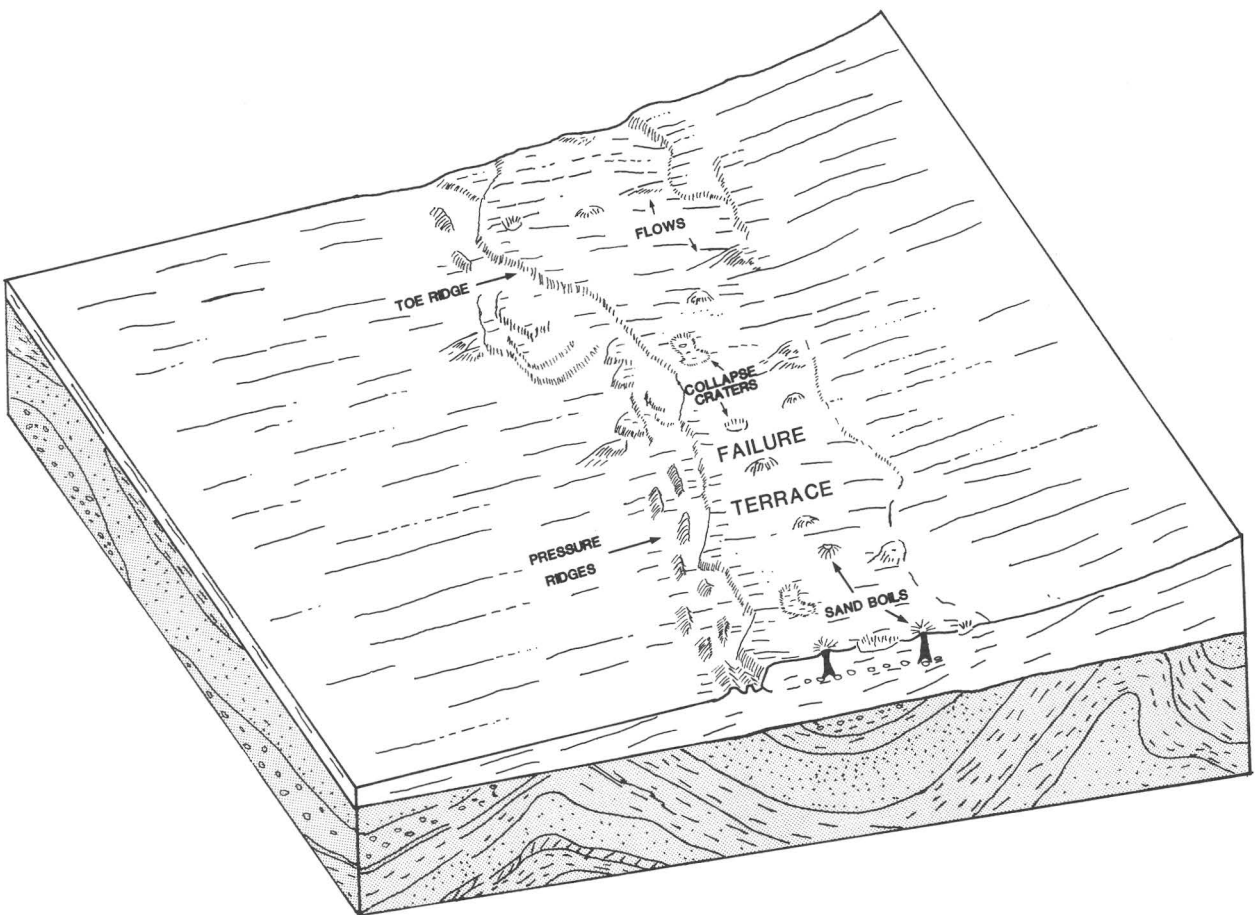 FLOWS
TOE RIDGE
COLLAPSE
CRATERS
FAILURE
TERRACE
PRESSURE
RIDGES
SAND BOILS